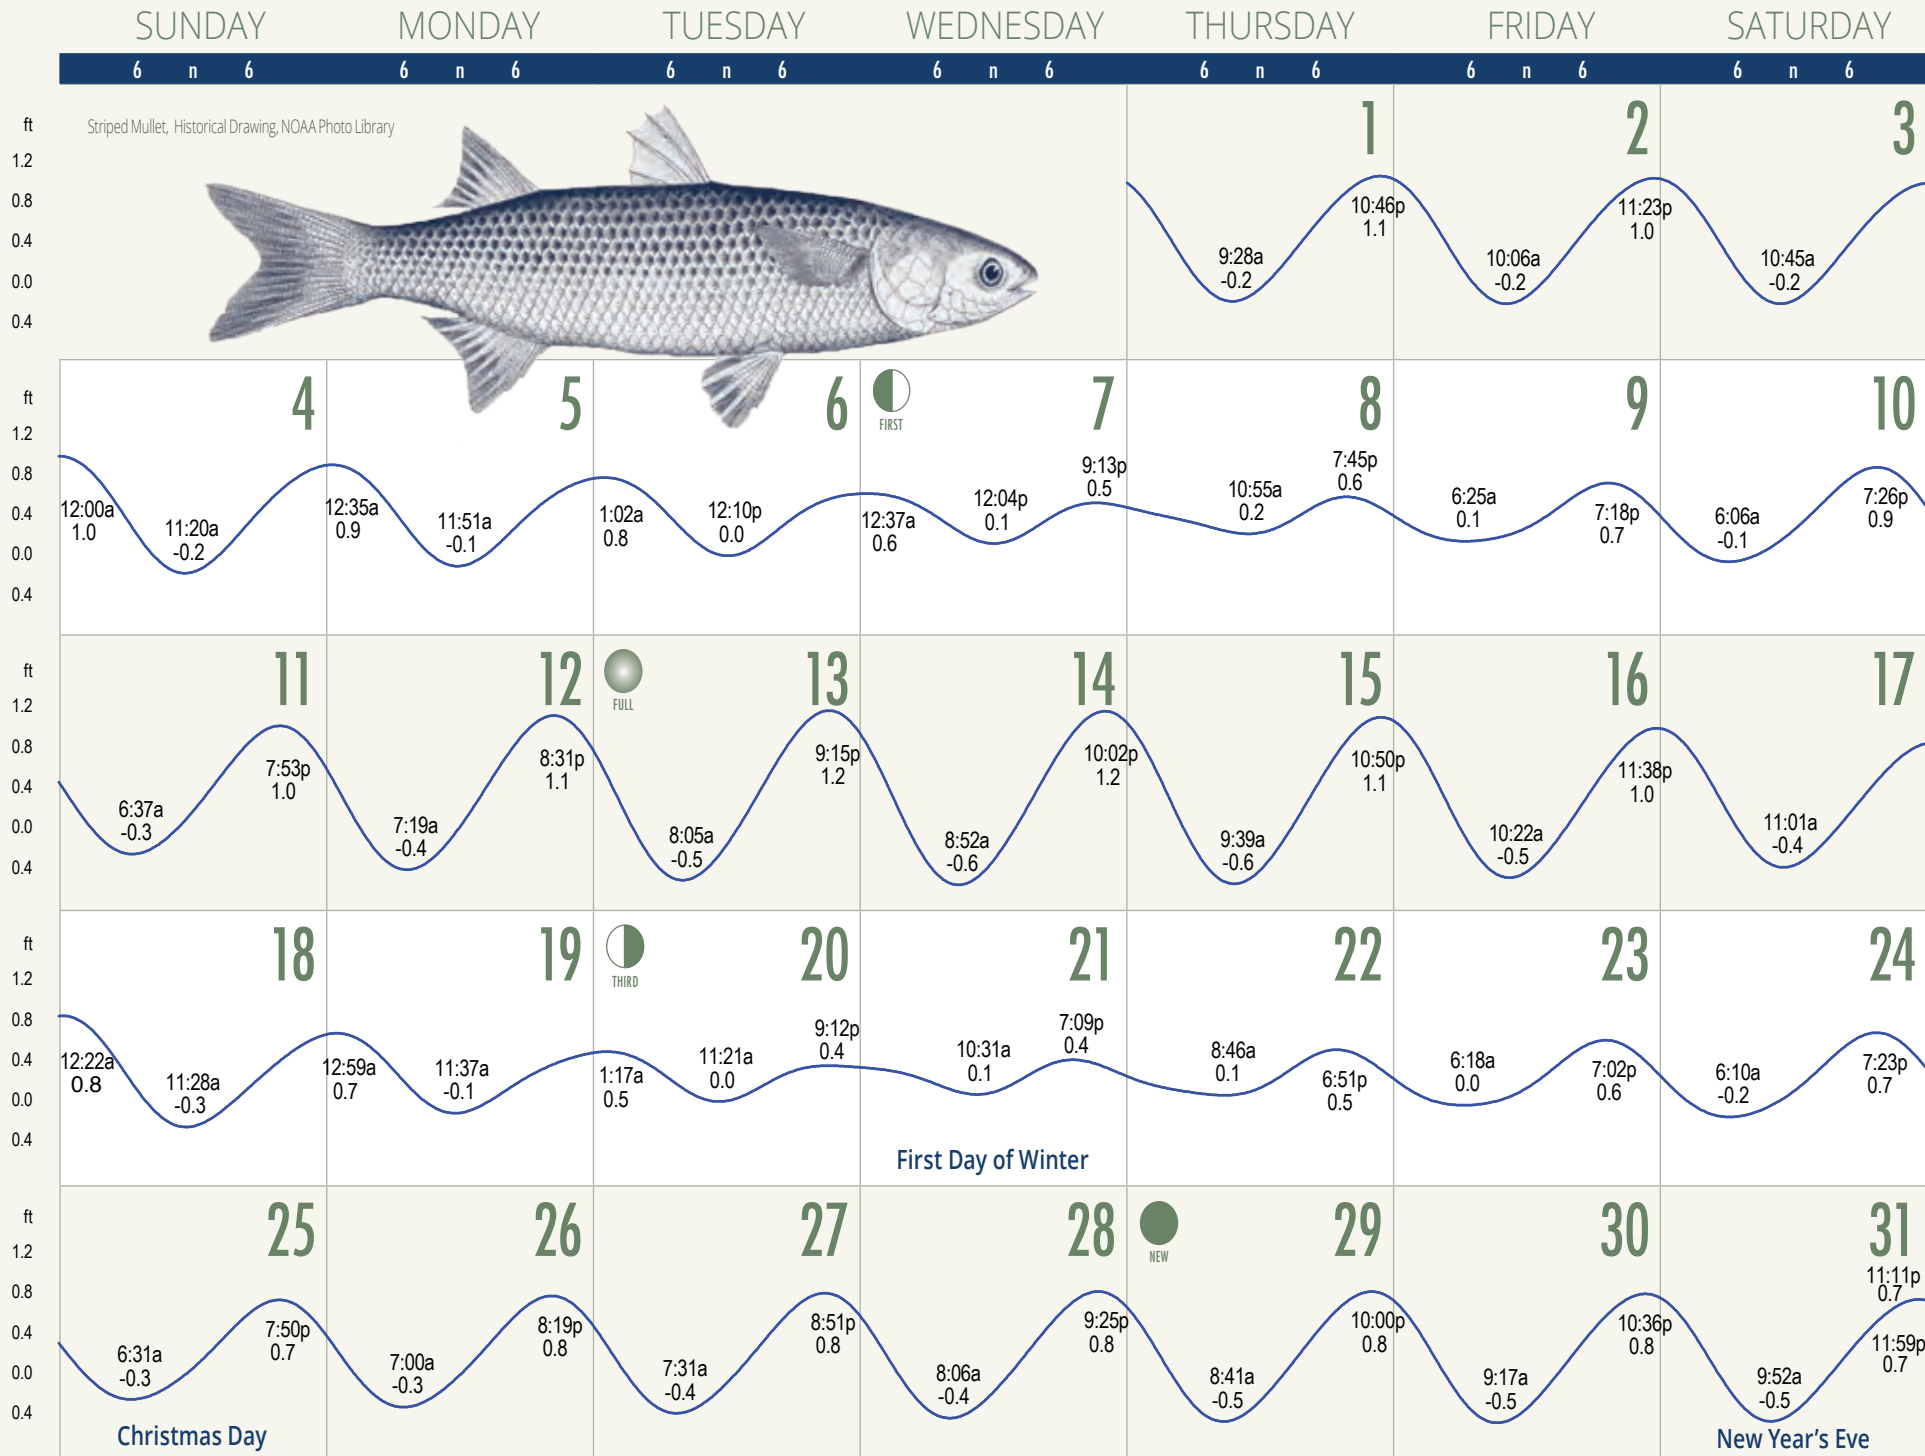 SUNDAY MONDAY TUESDAY WEDNESDAY THURSDAY FRIDAY SATURDAY
6 n 6 6 n 6 6 n 6 6 n 6 6 n 6 6 n 6 6 n 6
Striped Mullet, Historical Drawing, NOAA Photo Library
ft
1.2
0.8
0.4
0.0
0.4
1
9:28a
-0.2
10:46p
1.1
2
10:06a
-0.2
11:23p
1.0
3
10:45a
-0.2
ft
1.2
0.8
0.4
0.0
0.4
4
12:00a
1.0
11:20a
-0.2
5
12:35a
0.9
11:51a
-0.1
6
1:02a
0.8
12:10p
0.0
FIRST
7
12:37a
0.6
12:04p
0.1
9:13p
0.5
8
10:55a
0.2
7:45p
0.6
9
6:25a
0.1
7:18p
0.7
10
6:06a
-0.1
7:26p
0.9
ft
1.2
0.8
0.4
0.0
0.4
11
6:37a
-0.3
7:53p
1.0
12
7:19a
-0.4
8:31p
1.1
FULL
13
8:05a
-0.5
9:15p
1.2
14
8:52a
-0.6
10:02p
1.2
15
9:39a
-0.6
10:50p
1.1
16
10:22a
-0.5
11:38p
1.0
17
11:01a
-0.4
ft
1.2
0.8
0.4
0.0
0.4
18
12:22a
0.8
11:28a
-0.3
19
12:59a
0.7
11:37a
-0.1
THIRD
20
1:17a
0.5
11:21a
0.0
9:12p
0.4
21
10:31a
0.1
7:09p
0.4
First Day of Winter
22
8:46a
0.1
6:51p
0.5
23
6:18a
0.0
7:02p
0.6
24
6:10a
-0.2
7:23p
0.7
ft
1.2
0.8
0.4
0.0
0.4
25
6:31a
-0.3
7:50p
0.7
Christmas Day
26
7:00a
-0.3
8:19p
0.8
27
7:31a
-0.4
8:51p
0.8
28
8:06a
-0.4
9:25p
0.8
NEW
29
8:41a
-0.5
10:00p
0.8
30
9:17a
-0.5
10:36p
0.8
31
9:52a
-0.5
11:11p
0.7
11:59p
0.7
New Year's Eve